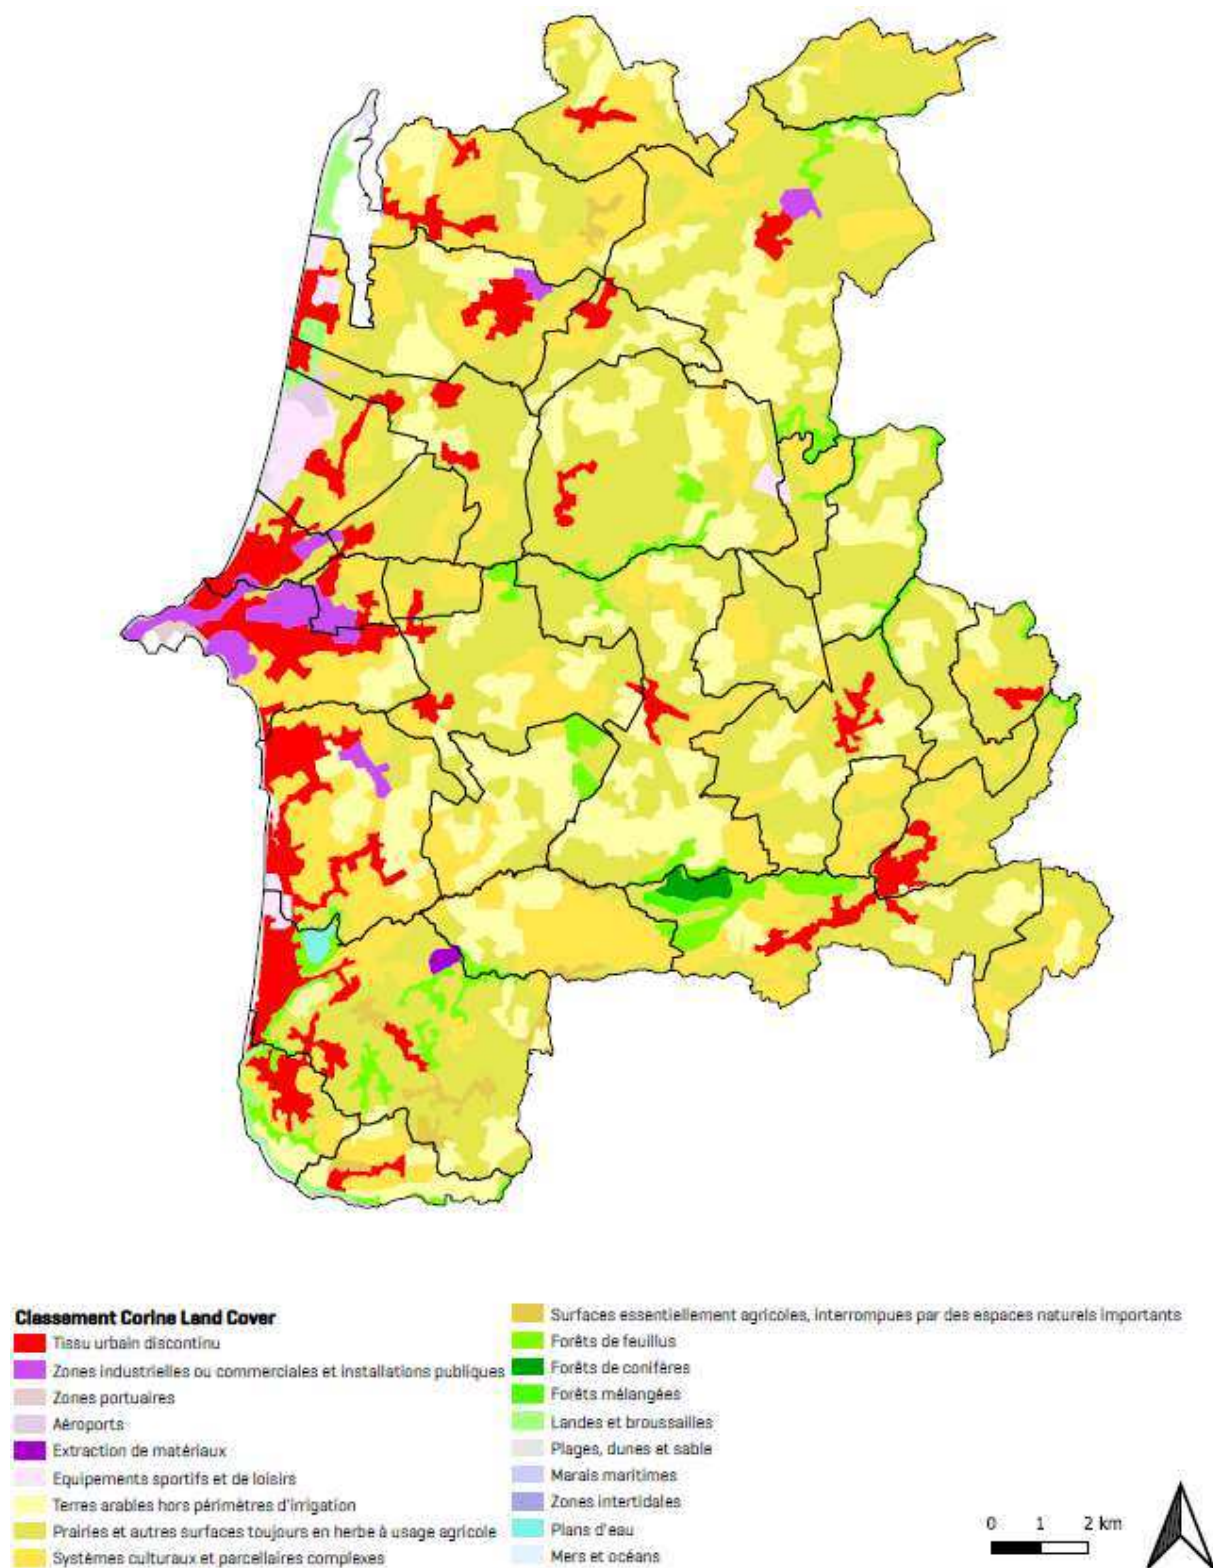 Classement Corine Land Cover
Tissu urbain discontinu
Zones industrielles ou commerciales et installations publiques
Zones portuaires
Aéroports
Extraction de matériaux
Equipements sportifs et de loisirs
Terres arables hors périmètres d'irrigation
Prairies et autres surfaces toujours en herbe à usage agricole
Systèmes culturaux et parcellaires complexes
Surfaces essentiellement agricoles, interrompues par des espaces naturels importants
Forêts de feuillus
Forêts de conifères
Forêts mélangées
Landes et broussailles
Plages, dunes et sable
Marais maritimes
Zones intertidales
Plans d'eau
Mers et océans
0 1 2 km